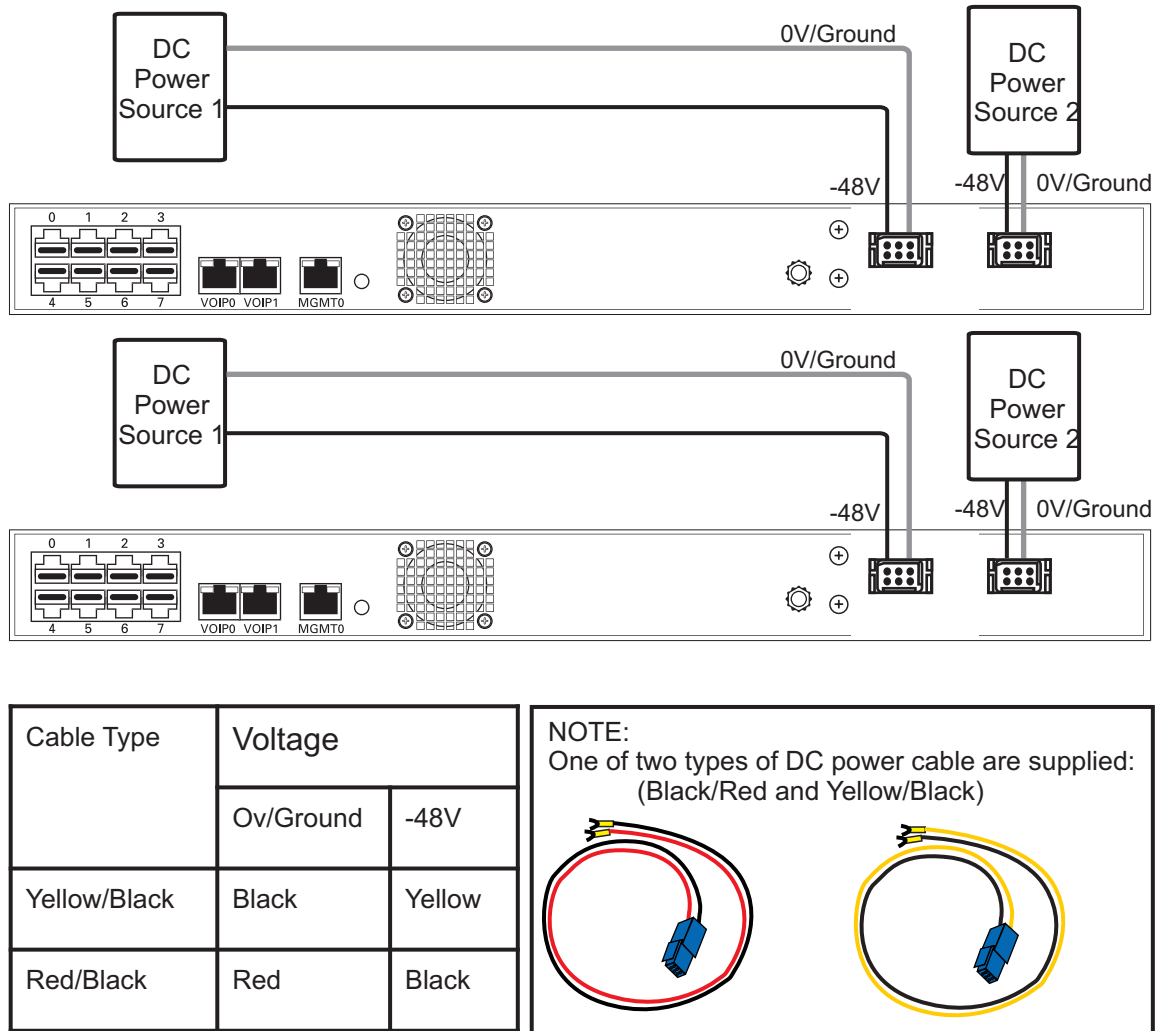 DC
Power
Source 1
0V/Ground
DC
Power
Source 2
-48V
-48V
0V/Ground
0 1 2 3
4 5 6 7
VOIP0 VOIP1 MGMT0
DC
Power
Source 1
0V/Ground
DC
Power
Source 2
-48V
-48V
0V/Ground
0 1 2 3
4 5 6 7
VOIP0 VOIP1 MGMT0
Cable Type Voltage
Ov/Ground -48V
Yellow/Black Black Yellow
Red/Black Red Black
NOTE:
One of two types of DC power cable are supplied:
(Black/Red and Yellow/Black)